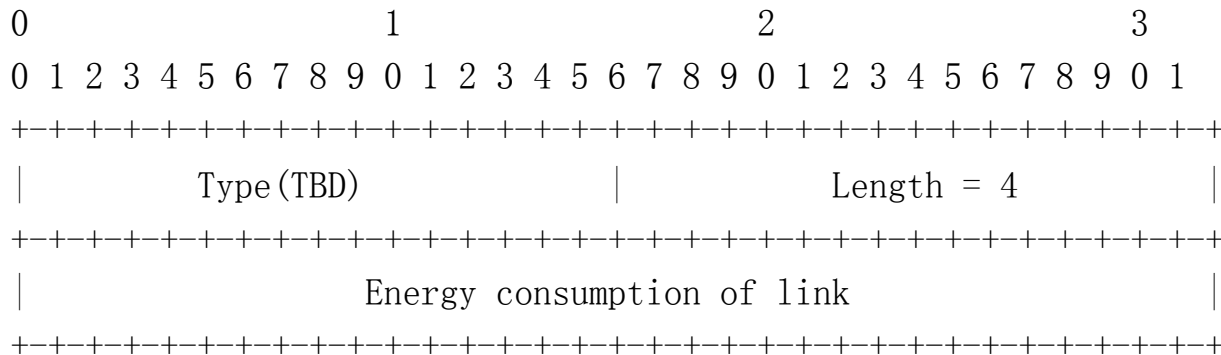 0                   1                   2                   3
0 1 2 3 4 5 6 7 8 9 0 1 2 3 4 5 6 7 8 9 0 1 2 3 4 5 6 7 8 9 0 1
+-+-+-+-+-+-+-+-+-+-+-+-+-+-+-+-+-+-+-+-+-+-+-+-+-+-+-+-+-+-+-+-+
|         Type(TBD)             |           Length = 4          |
+-+-+-+-+-+-+-+-+-+-+-+-+-+-+-+-+-+-+-+-+-+-+-+-+-+-+-+-+-+-+-+-+
|                  Energy consumption of link                   |
+-+-+-+-+-+-+-+-+-+-+-+-+-+-+-+-+-+-+-+-+-+-+-+-+-+-+-+-+-+-+-+-+